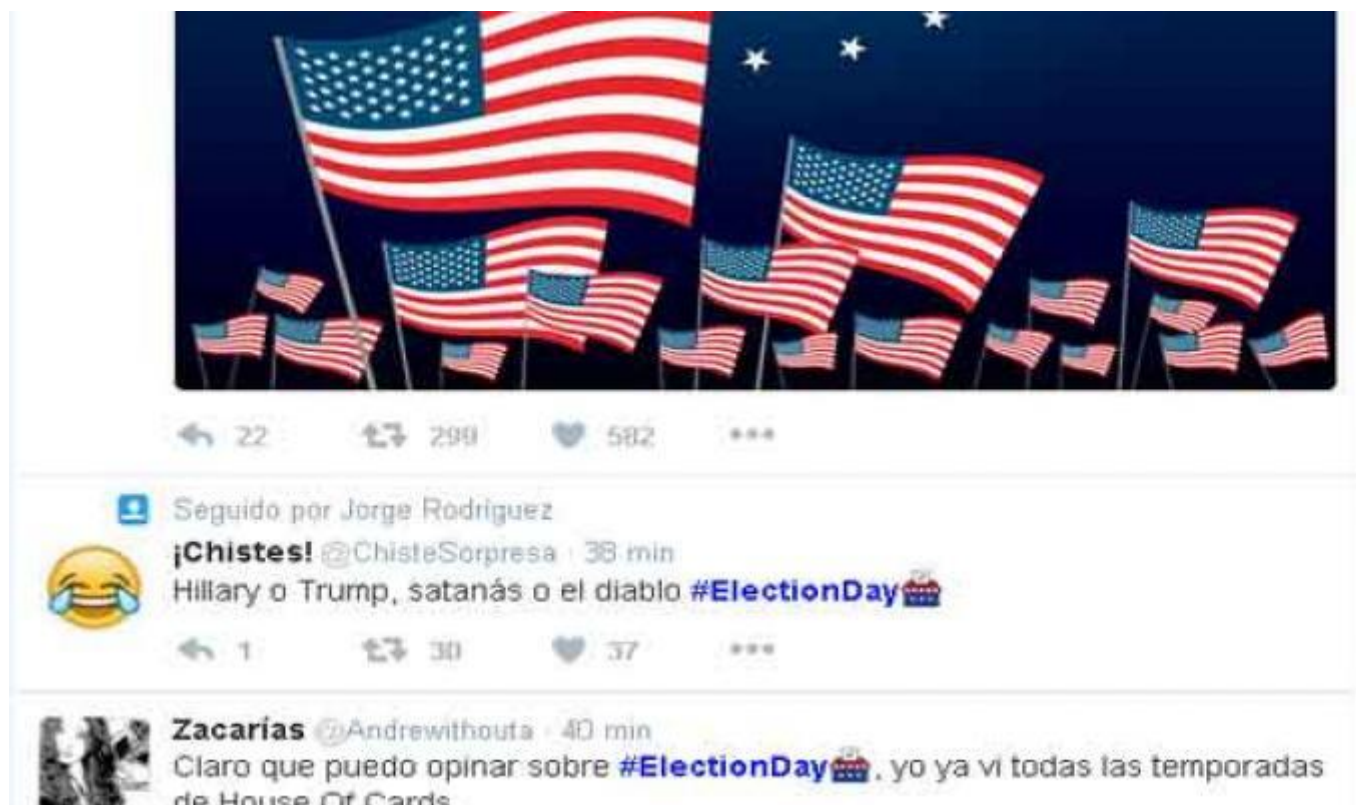 22 299 582
Seguido por Jorge Rodríguez
¡Chistes! @ChisteSorpresa · 38 min
Hillary o Trump, satanás o el diablo #ElectionDay
1 30 37
Zacarías @Andrewithouta · 40 min
Claro que puedo opinar sobre #ElectionDay, yo ya vi todas las temporadas
de House Of Cards